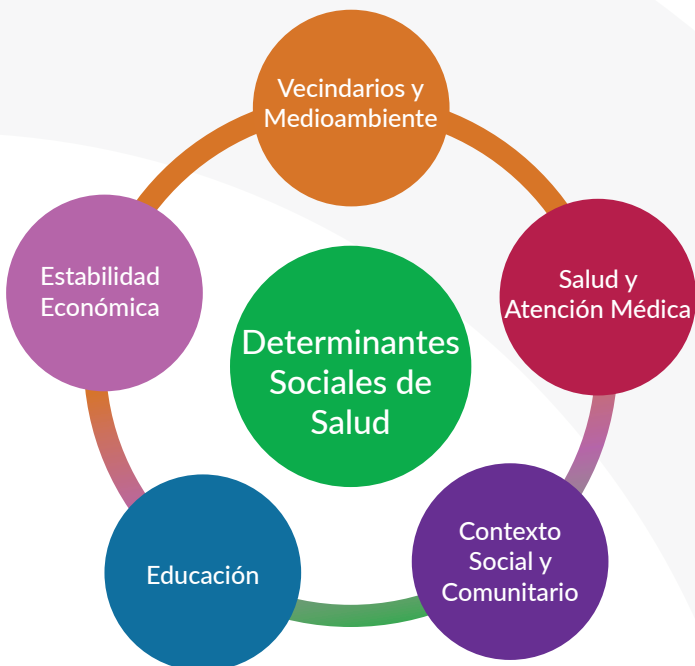 Vecindarios y
Medioambiente
Estabilidad
Económica
Salud y
Atención Médica
Determinantes
Sociales de
Salud
Contexto
Social y
Comunitario
Educación